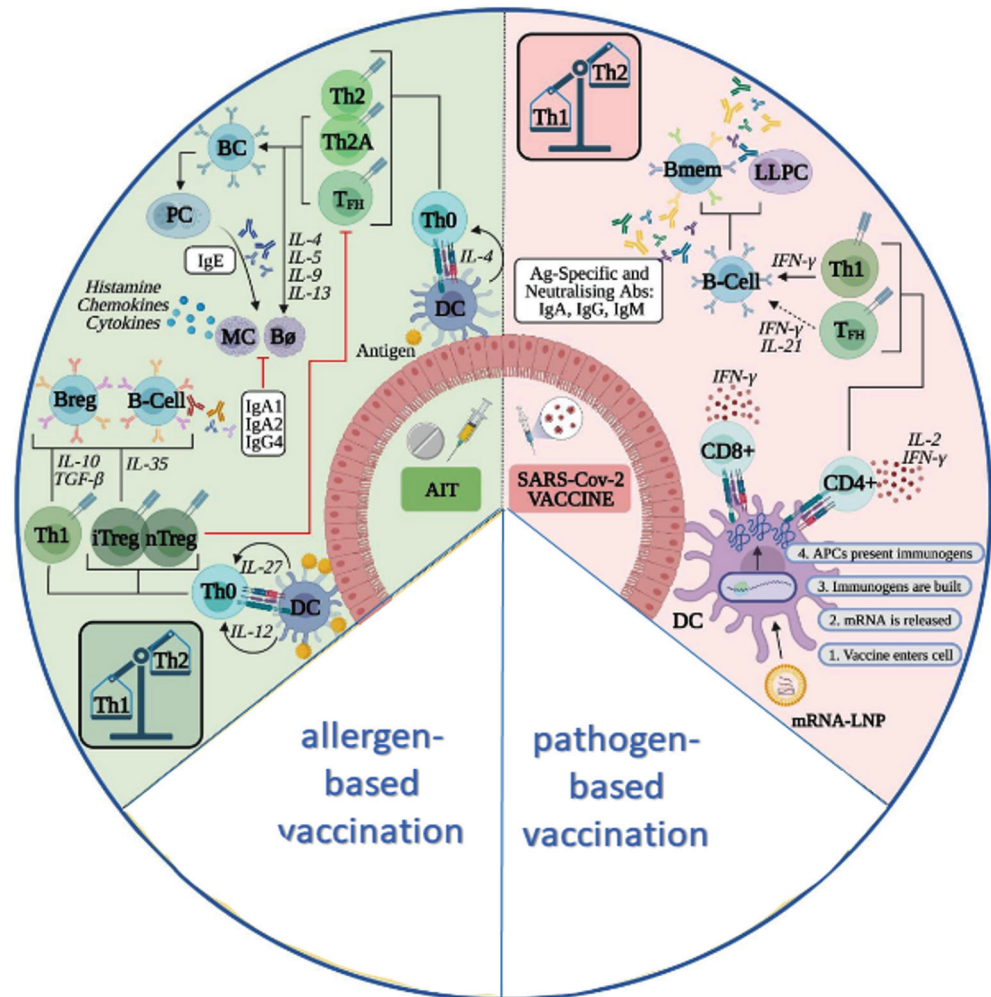 Th2
Th2A
TFH
BC
PC
IgE
IL-4
IL-5
IL-9
IL-13
Th0
IL-4
DC
Antigen
Histamine
Chemokines
Cytokines
MC
Bø
IgA1
IgA2
IgG4
Breg
B-Cell
IL-10
TGF-β
IL-35
Th1
iTreg
nTreg
Th0
IL-27
IL-12
DC
Th2
Th1
AIT
allergen-
based
vaccination
Th2
Th1
Bmem
LLPC
Ag-Specific and
Neutralising Abs:
IgA, IgG, IgM
B-Cell
IFN-γ
Th1
IFN-γ
IL-21
TFH
IFN-γ
CD8+
IL-2
IFN-γ
CD4+
SARS-Cov-2
VACCINE
4. APCs present immunogens
3. Immunogens are built
2. mRNA is released
1. Vaccine enters cell
DC
mRNA-LNP
pathogen-
based
vaccination